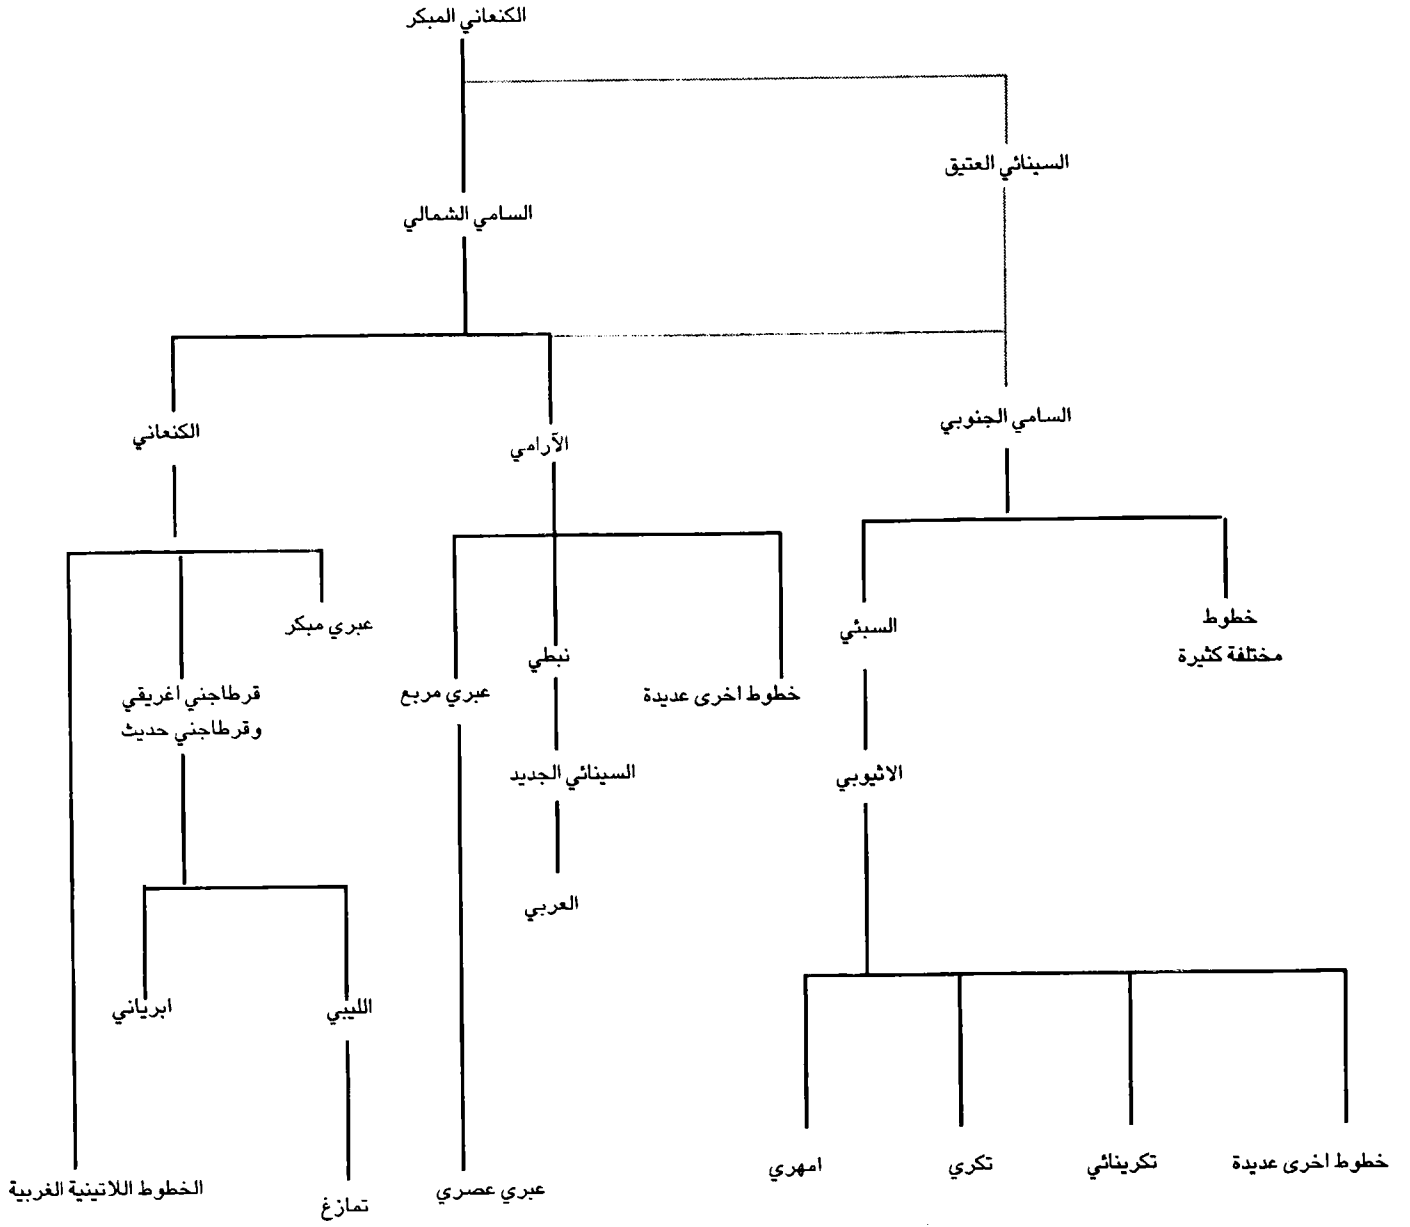 الكنعاني المبكر
السينائي العتيق
السامي الشمالي
السامي الجنوبي
الكنعاني
الآرامي
خطوط
مختلفة كثيرة
السبئي
عبري مبكر
نبطي
خطوط اخرى عديدة
عبري مربع
قرطاجني اغريقي
وقرطاجني حديث
الاثيوبي
السينائي الجديد
العربي
الليبي
ابرياني
خطوط اخرى عديدة
تكرينائي
تكري
امهري
عبري عصري
تمازغ
الخطوط اللاتينية الغربية